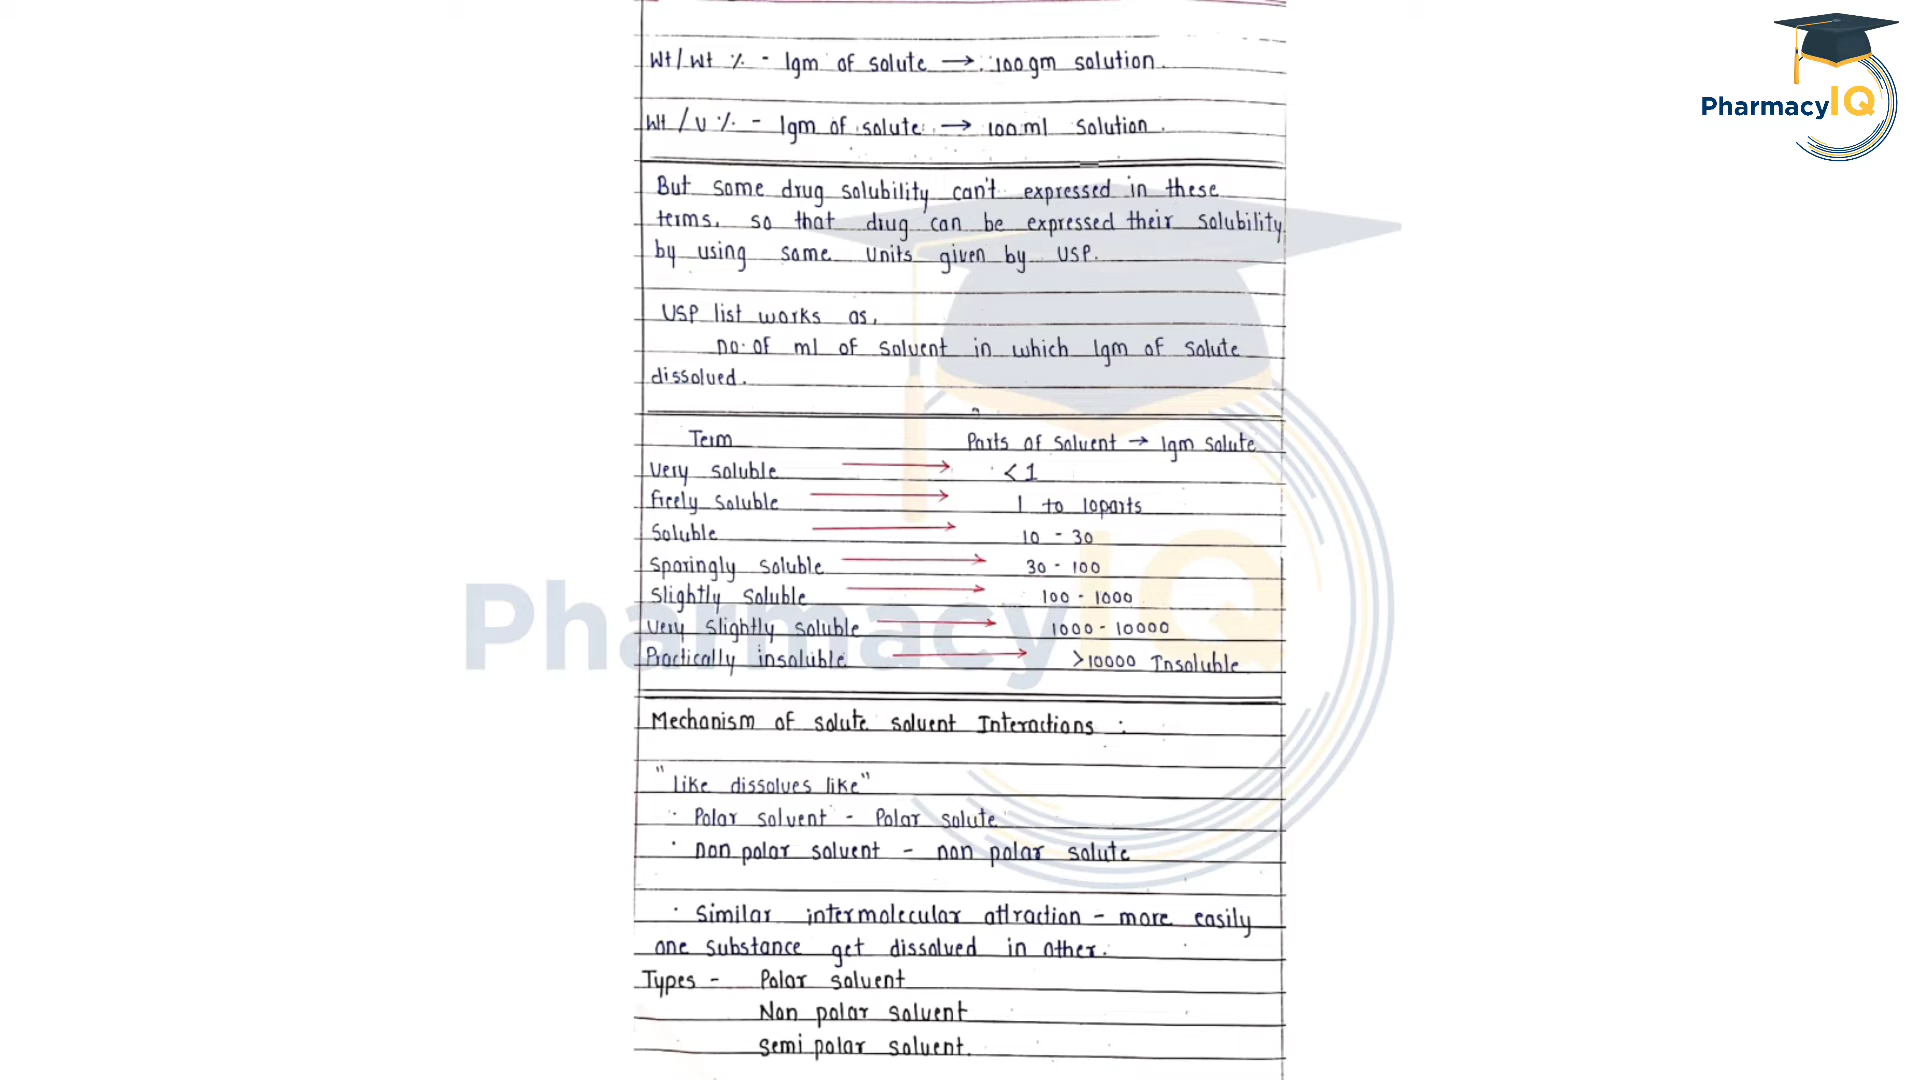 PharmacyIQ
Wt/Wt % - 1gm of solute → 100gm solution.
Wt/V % - 1gm of solute → 100ml solution.
But some drug solubility can't expressed in these
terms, so that drug can be expressed their solubility
by using some units given by USP.
USP list works as,
no. of ml of solvent in which 1gm of solute
dissolved.
Term Parts of solvent → 1gm solute
Very soluble → <1
freely soluble → 1 to 10parts
Soluble → 10 - 30
Sparingly soluble → 30 - 100
Slightly soluble → 100 - 1000
very slightly soluble → 1000 - 10000
Practically insoluble → >10000 Insoluble
Mechanism of solute solvent Interactions :
"like dissolves like"
· Polar solvent - Polar solute
· non polar solvent - non polar solute
· Similar intermolecular attraction - more easily
one substance get dissolved in other.
Types - Polar solvent
Non polar solvent
Semi polar solvent.
PharmacyIQ